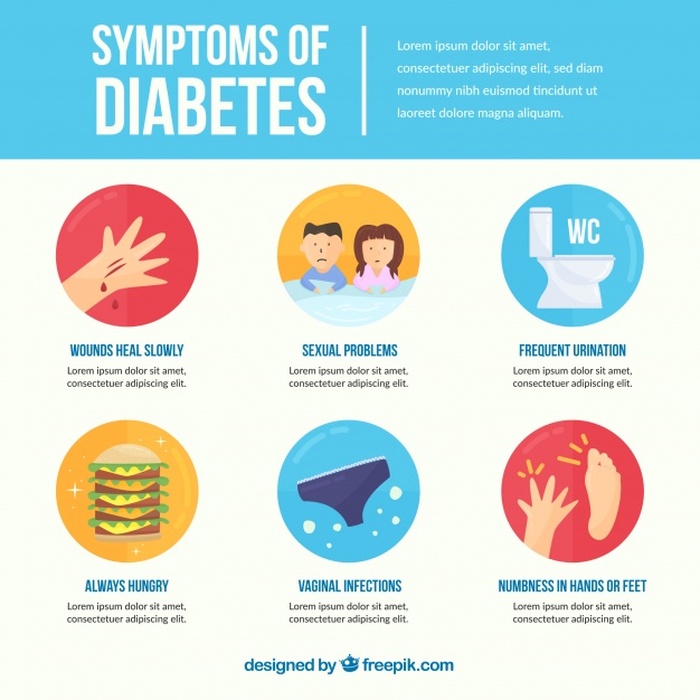 SYMPTOMS OF
DIABETES
Lorem ipsum dolor sit am,
consectetuer adipiscing elit, sed diam
nonummy nibh euismod tincidunt ut
laoreet dolore magna aliquam.
WC
WOUNDS HEAL SLOWLY
Lorem ipsum dolor sit amet,
consectetuer adipiscing elit.
SEXUAL PROBLEMS
Lorem ipsum dolor sit amet,
consectetuer adipiscing elit.
FREQUENT URINATION
Lorem ipsum dolor sit amet,
consectetuer adipiscing elit.
ALWAYS HUNGRY
Lorem ipsum dolor sit amet,
consectetuer adipiscing elit.
VAGINAL INFECTIONS
Lorem ipsum dolor sit amet,
consectetuer adipiscing elit.
NUMBNESS IN HANDS OR FEET
Lorem ipsum dolor sit amet,
consectetuer adipiscing elit.
designed by freepik.com